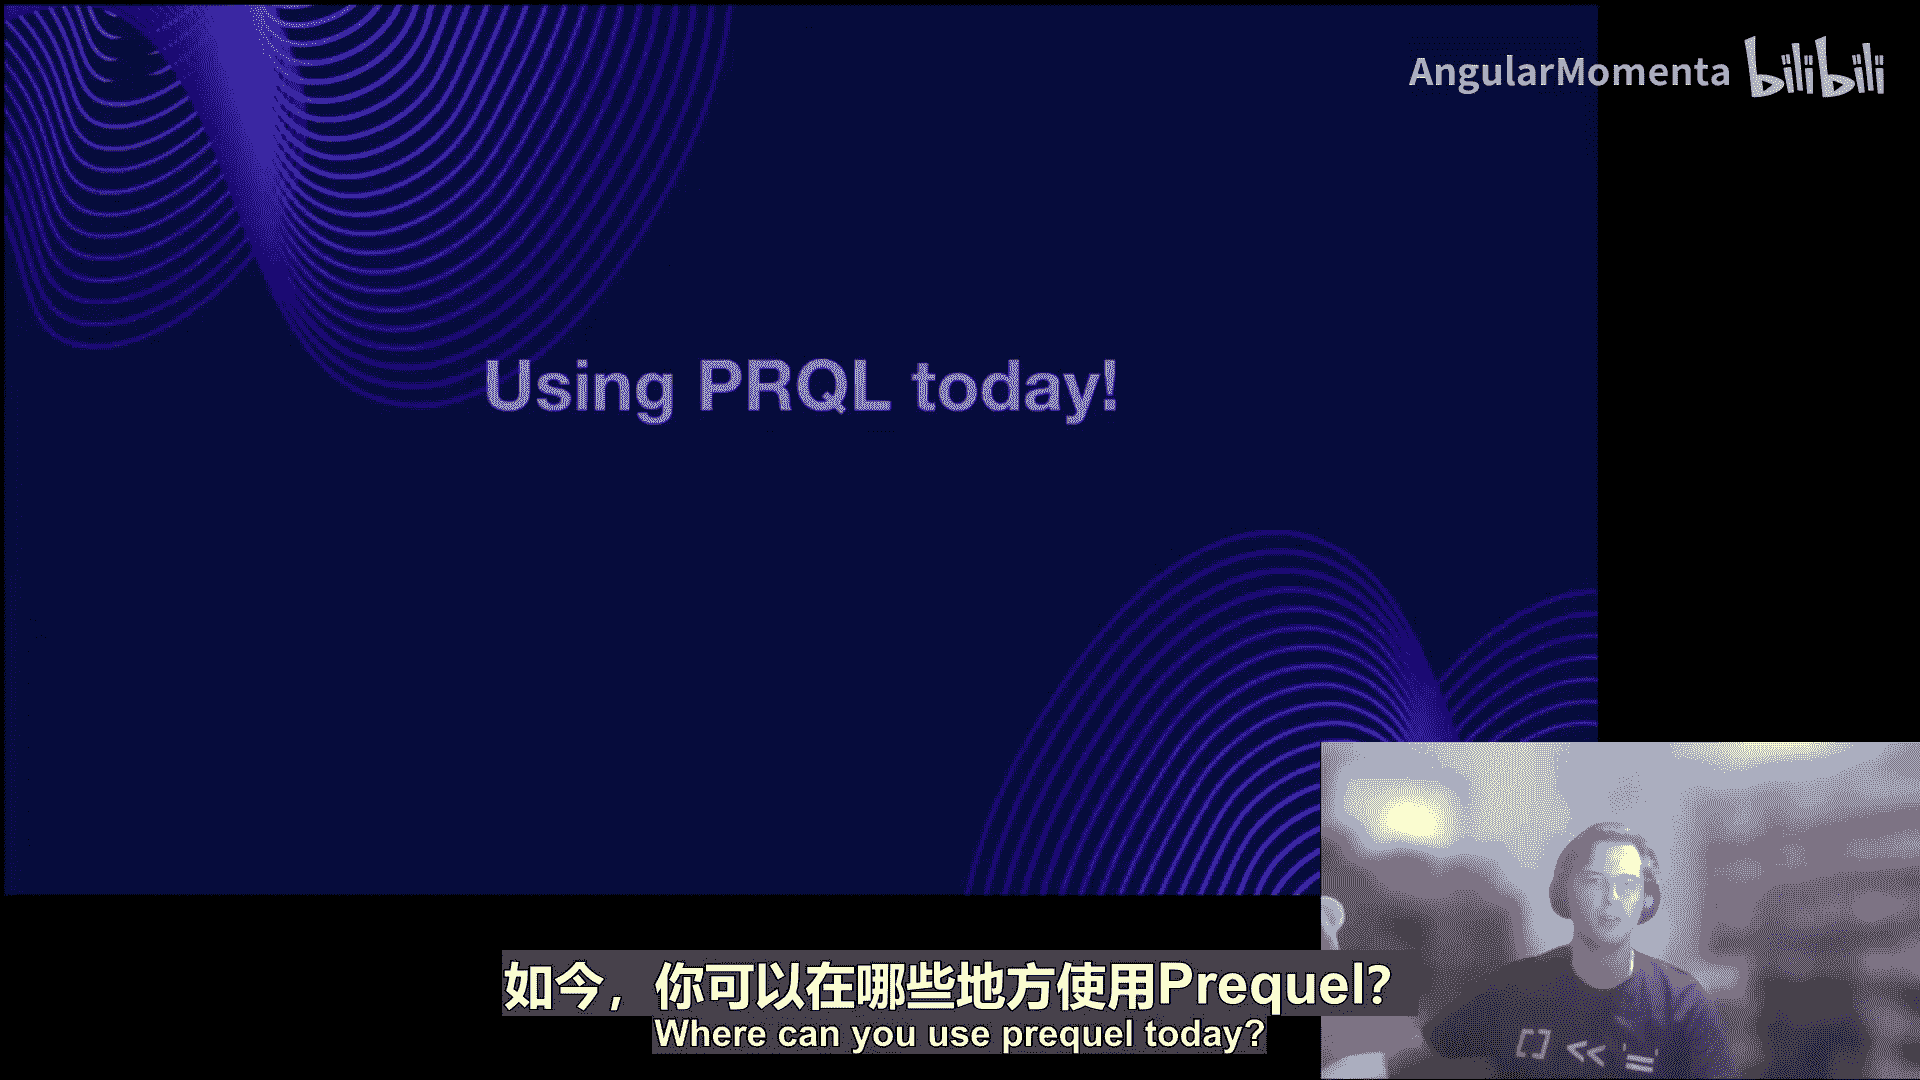 AngularMomenta bilibili
Using PRQL today!
如今，你可以在哪些地方使用Prequel?
Where can you use prequel today?
[] << =